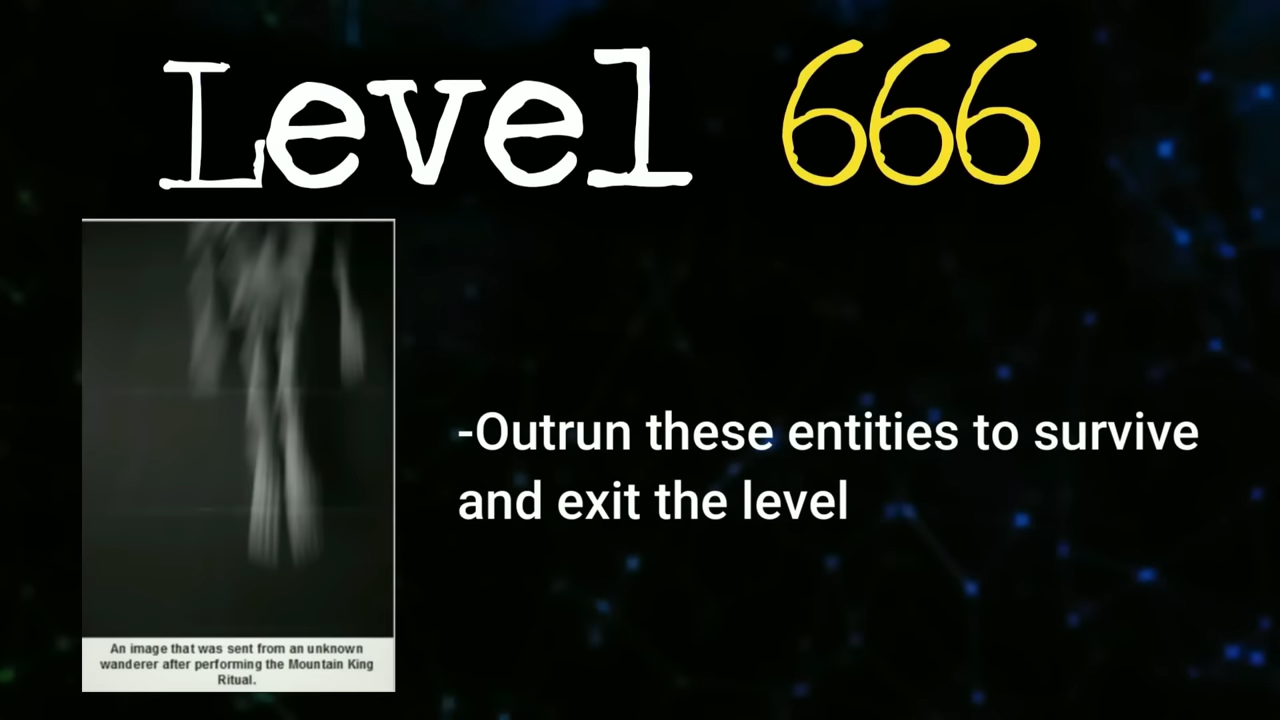 Level 666
-Outrun these entities to survive
and exit the level
An image that was sent from an unknown
wanderer after performing the Mountain King
Ritual.